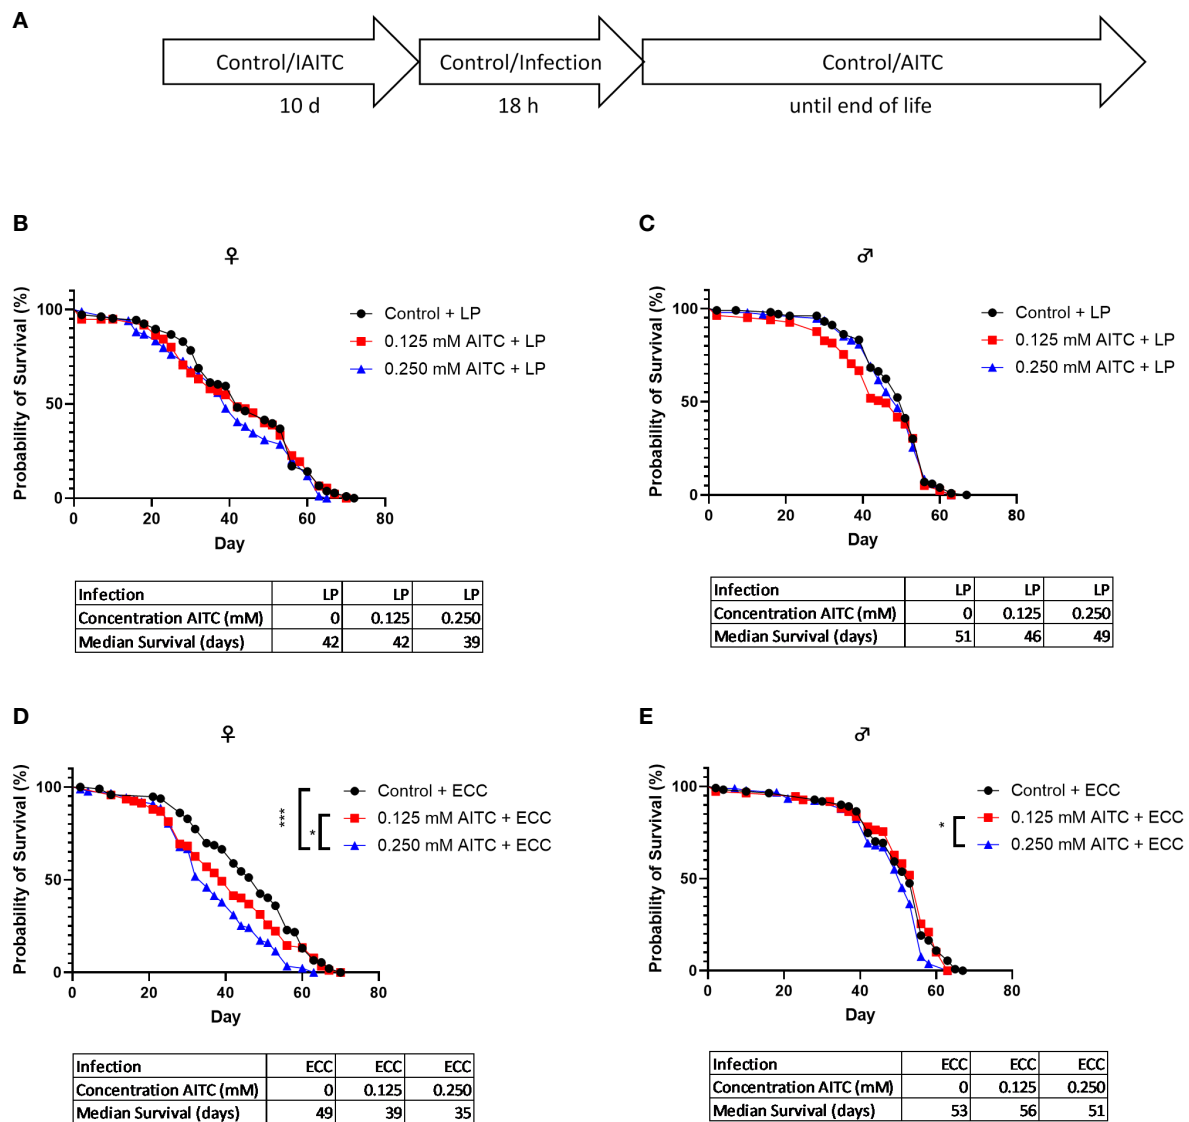 A
Control/IAITC
Control/Infection
Control/AITC
10 d
18 h
until end of life
B
♀
Probability of Survival (%)
100
50
0
0 20 40 60 80
Day
Control + LP
0.125 mM AITC + LP
0.250 mM AITC + LP
Infection LP LP LP
Concentration AITC (mM) 0 0.125 0.250
Median Survival (days) 42 42 39
C
♂
Probability of Survival (%)
100
50
0
0 20 40 60 80
Day
Control + LP
0.125 mM AITC + LP
0.250 mM AITC + LP
Infection LP LP LP
Concentration AITC (mM) 0 0.125 0.250
Median Survival (days) 51 46 49
D
♀
Probability of Survival (%)
100
50
0
0 20 40 60 80
Day
***
*
Control + ECC
0.125 mM AITC + ECC
0.250 mM AITC + ECC
Infection ECC ECC ECC
Concentration AITC (mM) 0 0.125 0.250
Median Survival (days) 49 39 35
E
♂
Probability of Survival (%)
100
50
0
0 20 40 60 80
Day
*
Control + ECC
0.125 mM AITC + ECC
0.250 mM AITC + ECC
Infection ECC ECC ECC
Concentration AITC (mM) 0 0.125 0.250
Median Survival (days) 53 56 51